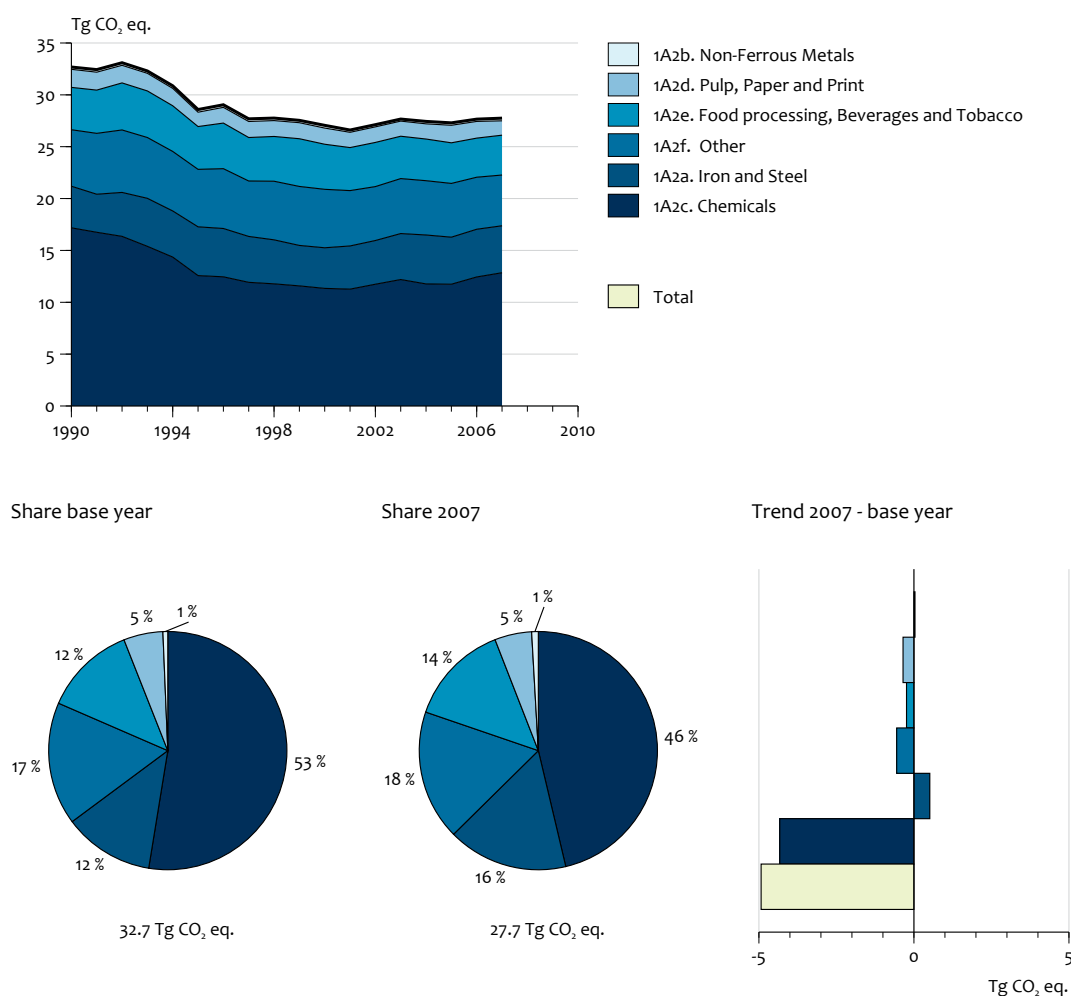 Tg CO₂ eq.
35
30
25
20
15
10
5
0
1990 1994 1998 2002 2006 2010
1A2b. Non-Ferrous Metals
1A2d. Pulp, Paper and Print
1A2e. Food processing, Beverages and Tobacco
1A2f. Other
1A2a. Iron and Steel
1A2c. Chemicals
Total
Share base year
1 %
5 %
12 %
17 %
12 %
53 %
32.7 Tg CO₂ eq.
Share 2007
1 %
5 %
14 %
18 %
16 %
46 %
27.7 Tg CO₂ eq.
Trend 2007 - base year
-5 0 5
Tg CO₂ eq.